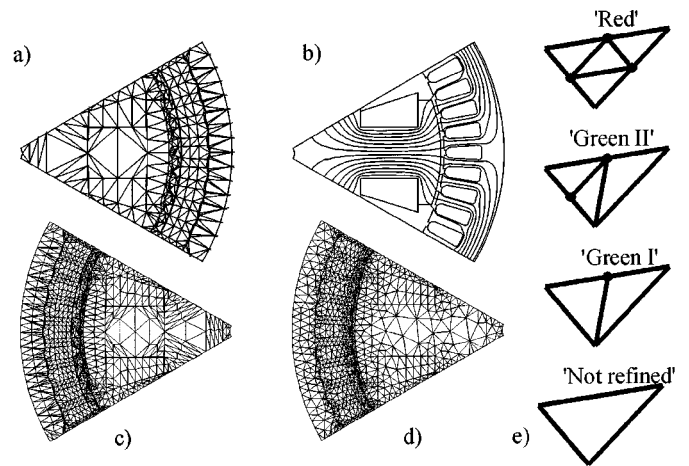 a)
b)
'Red'
'Green II'
'Green I'
'Not refined'
c)
d)
e)